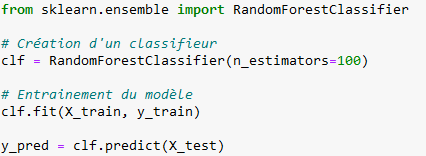 from sklearn.ensemble import RandomForestClassifier
# Création d'un classifieur
clf = RandomForestClassifier(n_estimators=100)
# Entrainement du modèle
clf.fit(X_train, y_train)
y_pred = clf.predict(X_test)